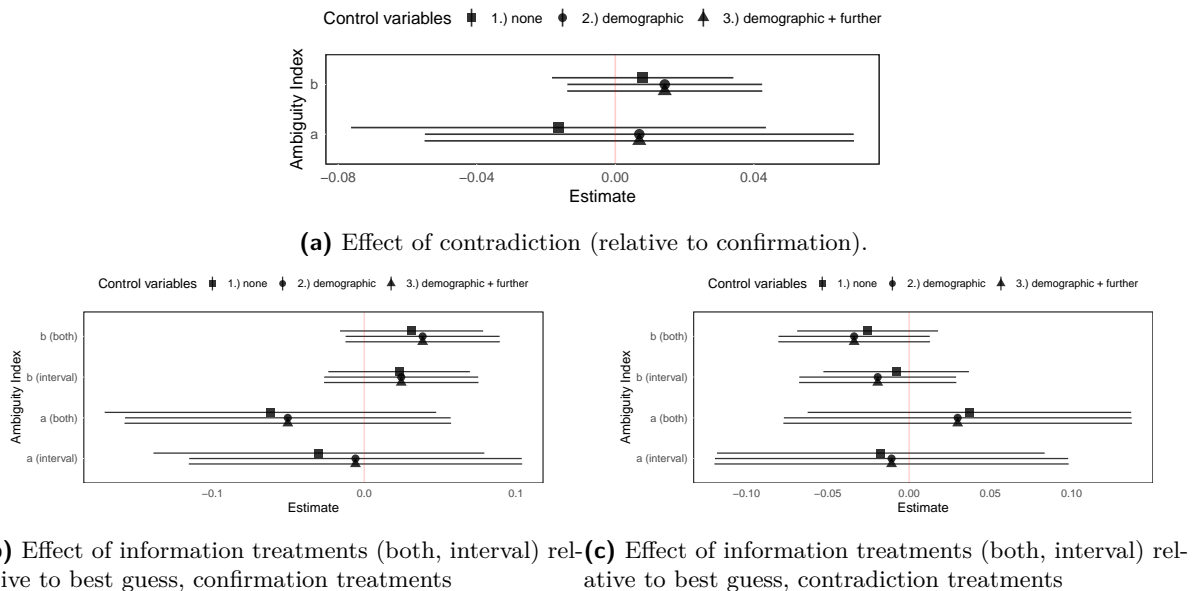 Control variables 1.) none 2.) demographic 3.) demographic + further
Ambiguity Index
b
a
−0.08 −0.04 0.00 0.04
Estimate
(a) Effect of contradiction (relative to confirmation).
Control variables 1.) none 2.) demographic 3.) demographic + further
Ambiguity Index
b (both)
b (interval)
a (both)
a (interval)
−0.1 0.0 0.1
Estimate
) Effect of information treatments (both, interval) rel-
ive to best guess, confirmation treatments
Control variables 1.) none 2.) demographic 3.) demographic + further
Ambiguity Index
b (both)
b (interval)
a (both)
a (interval)
−0.10 −0.05 0.00 0.05 0.10
Estimate
(c) Effect of information treatments (both, interval) rel-
ative to best guess, contradiction treatments